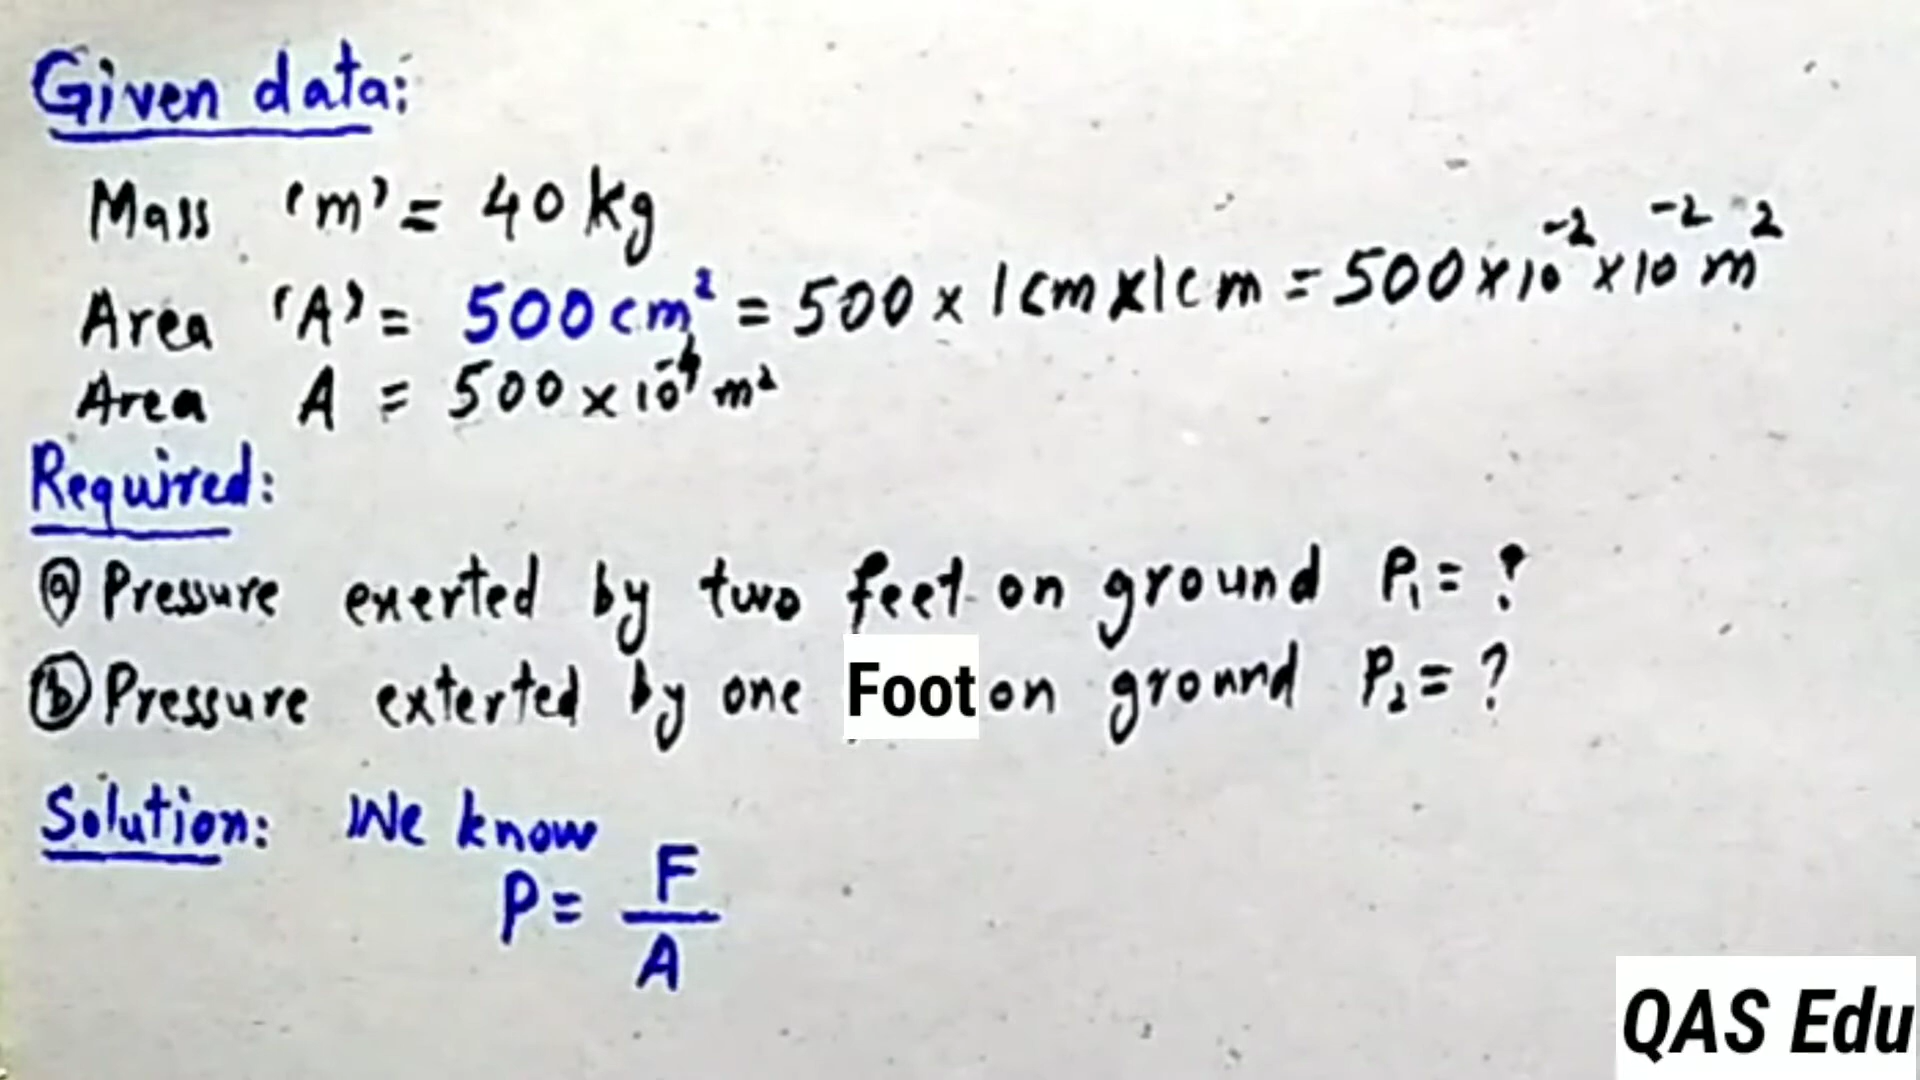 Given data:
Mass 'm' = 40 kg
Area 'A' = 500 cm² = 500 × 1cm × 1cm = 500 × 10⁻² × 10⁻² m²
Area A = 500 × 10⁻⁴ m²
Required:
ⓐ Pressure exerted by two feet on ground P₁ = ?
ⓑ Pressure exterted by one Foot on ground P₂ = ?
Solution: We know
P = F/A
QAS Edu